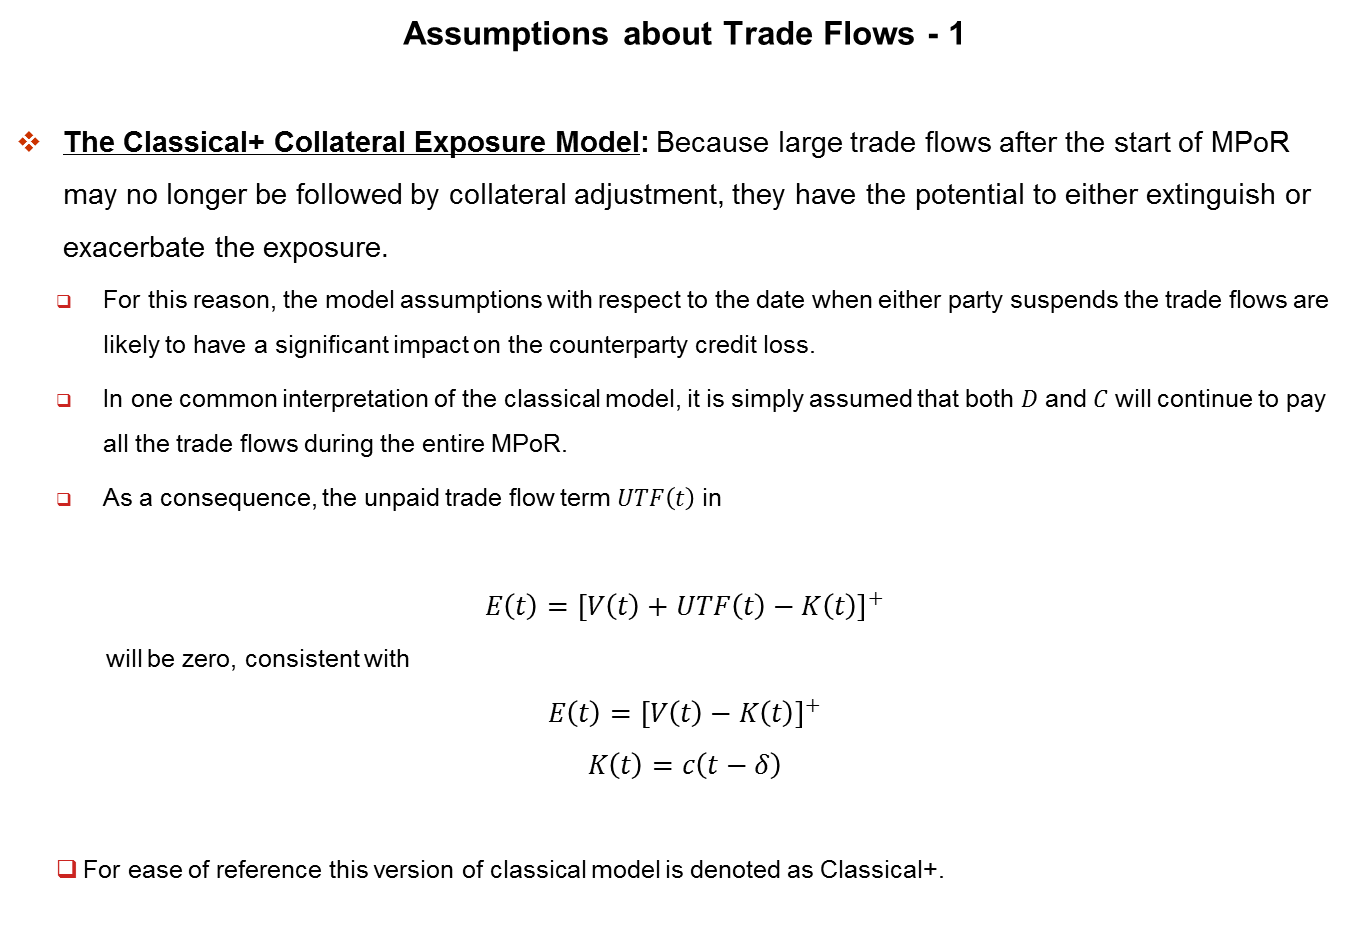 Assumptions about Trade Flows - 1
❖ The Classical+ Collateral Exposure Model: Because large trade flows after the start of MPoR
may no longer be followed by collateral adjustment, they have the potential to either extinguish or
exacerbate the exposure.
❑ For this reason, the model assumptions with respect to the date when either party suspends the trade flows are
likely to have a significant impact on the counterparty credit loss.
❑ In one common interpretation of the classical model, it is simply assumed that both 𝐷 and 𝐶 will continue to pay
all the trade flows during the entire MPoR.
❑ As a consequence, the unpaid trade flow term 𝑈𝑇𝐹(𝑡) in
𝐸(𝑡) = [𝑉(𝑡) + 𝑈𝑇𝐹(𝑡) − 𝐾(𝑡)]⁺
will be zero, consistent with
𝐸(𝑡) = [𝑉(𝑡) − 𝐾(𝑡)]⁺
𝐾(𝑡) = 𝑐(𝑡 − 𝛿)
❑ For ease of reference this version of classical model is denoted as Classical+.